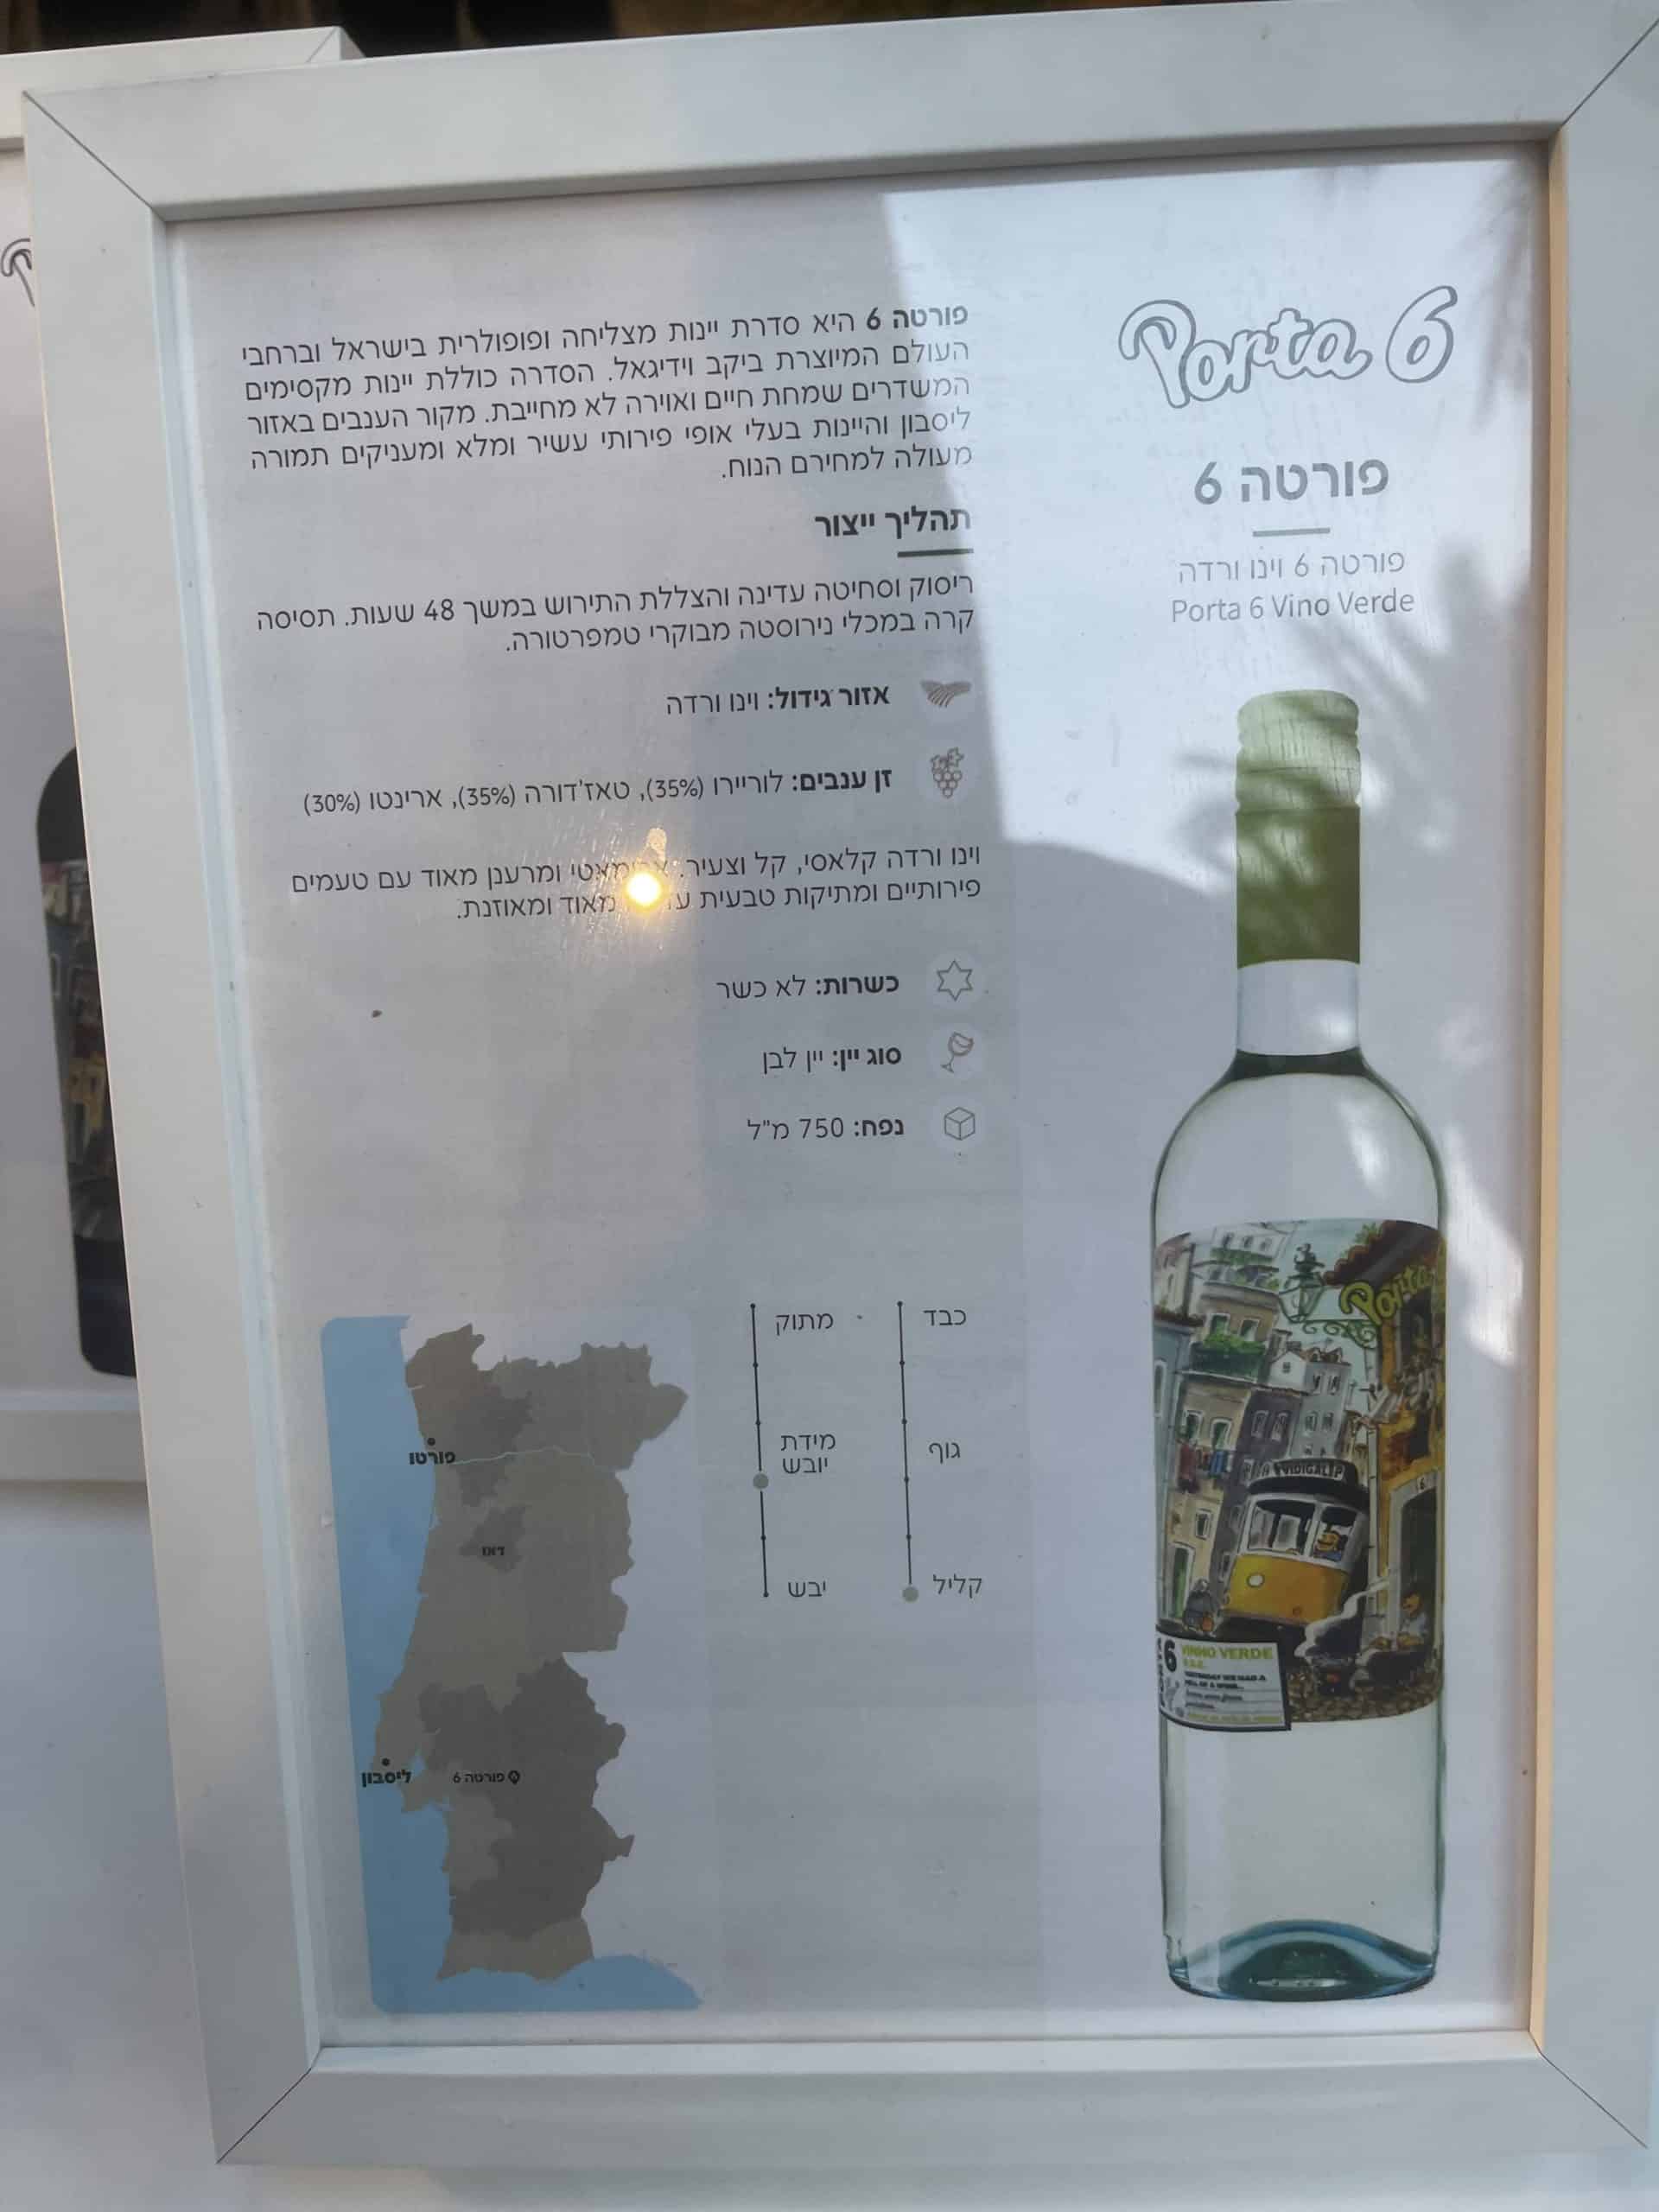 Porta 6
פורטה 6
פורטה 6 וינו ורדה
Porta 6 Vino Verde
פורטה 6 היא סדרת יינות מצליחה ופופולרית בישראל וברחבי
העולם המיוצרת ביקב וידיגאל. הסדרה כוללת יינות מקסימים
המשדרים שמחת חיים ואוירה לא מחייבת. מקור הענבים באזור
ליסבון והיינות בעלי אופי פירותי עשיר ומלא ומעניקים תמורה
מעולה למחירם הנוח.
תהליך ייצור
ריסוק וסחיטה עדינה והצללת התירוש במשך 48 שעות. תסיסה
קרה במכלי נירוסטה מבוקרי טמפרטורה.
אזור גידול: וינו ורדה
זן ענבים: לוריירו (35%), טאז'דורה (35%), ארינטו (30%)
וינו ורדה קלאסי, קל וצעיר. ומרענן מאוד עם טעמים
פירותיים ומתיקות טבעית מאוד ומאוזנת.
כשרות: לא כשר
סוג יין: יין לבן
נפח: 750 מ"ל
כבד
גוף
קליל
מתוק
מידת
יובש
יבש
פורטו
דאו
ליסבון
פורטה 6
Porta
VIDIGAL
6
6 VINHO VERDE